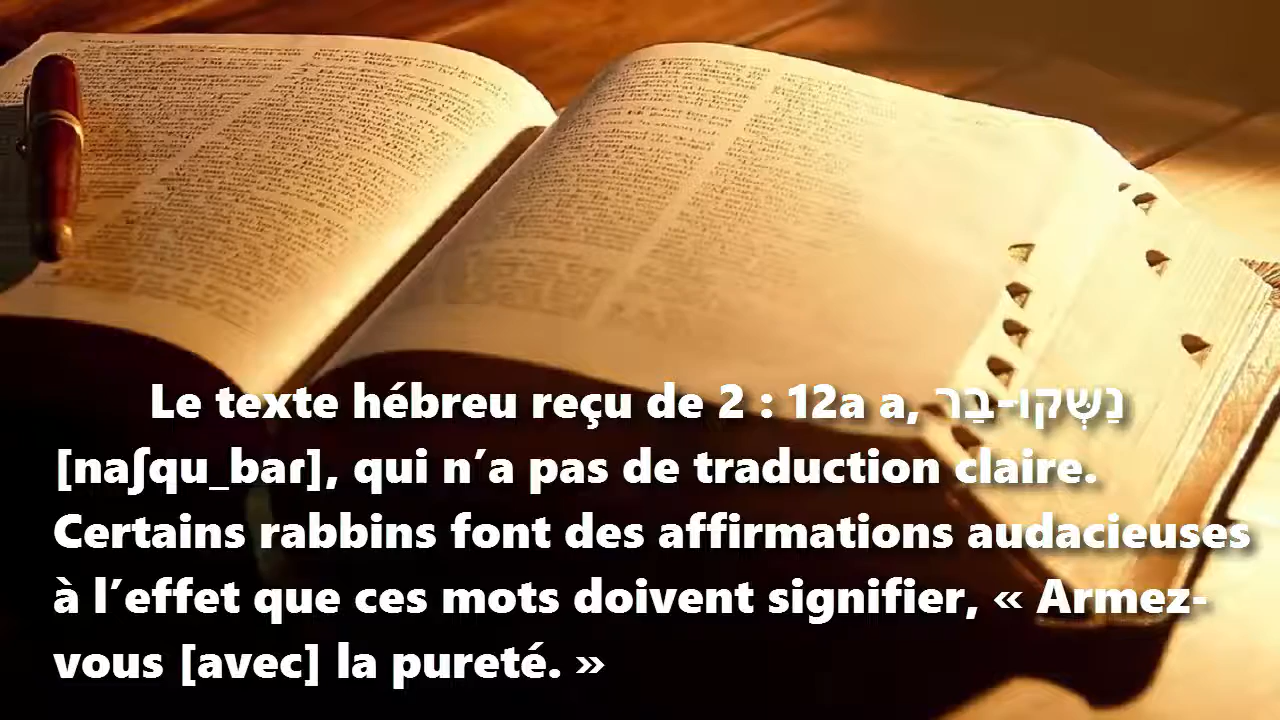 Le texte hébreu reçu de 2 : 12a a, נַשְּׁקוּ-בַר
[naʃqu_baɾ], qui n’a pas de traduction claire.
Certains rabbins font des affirmations audacieuses
à l’effet que ces mots doivent signifier, « Armez-
vous [avec] la pureté. »